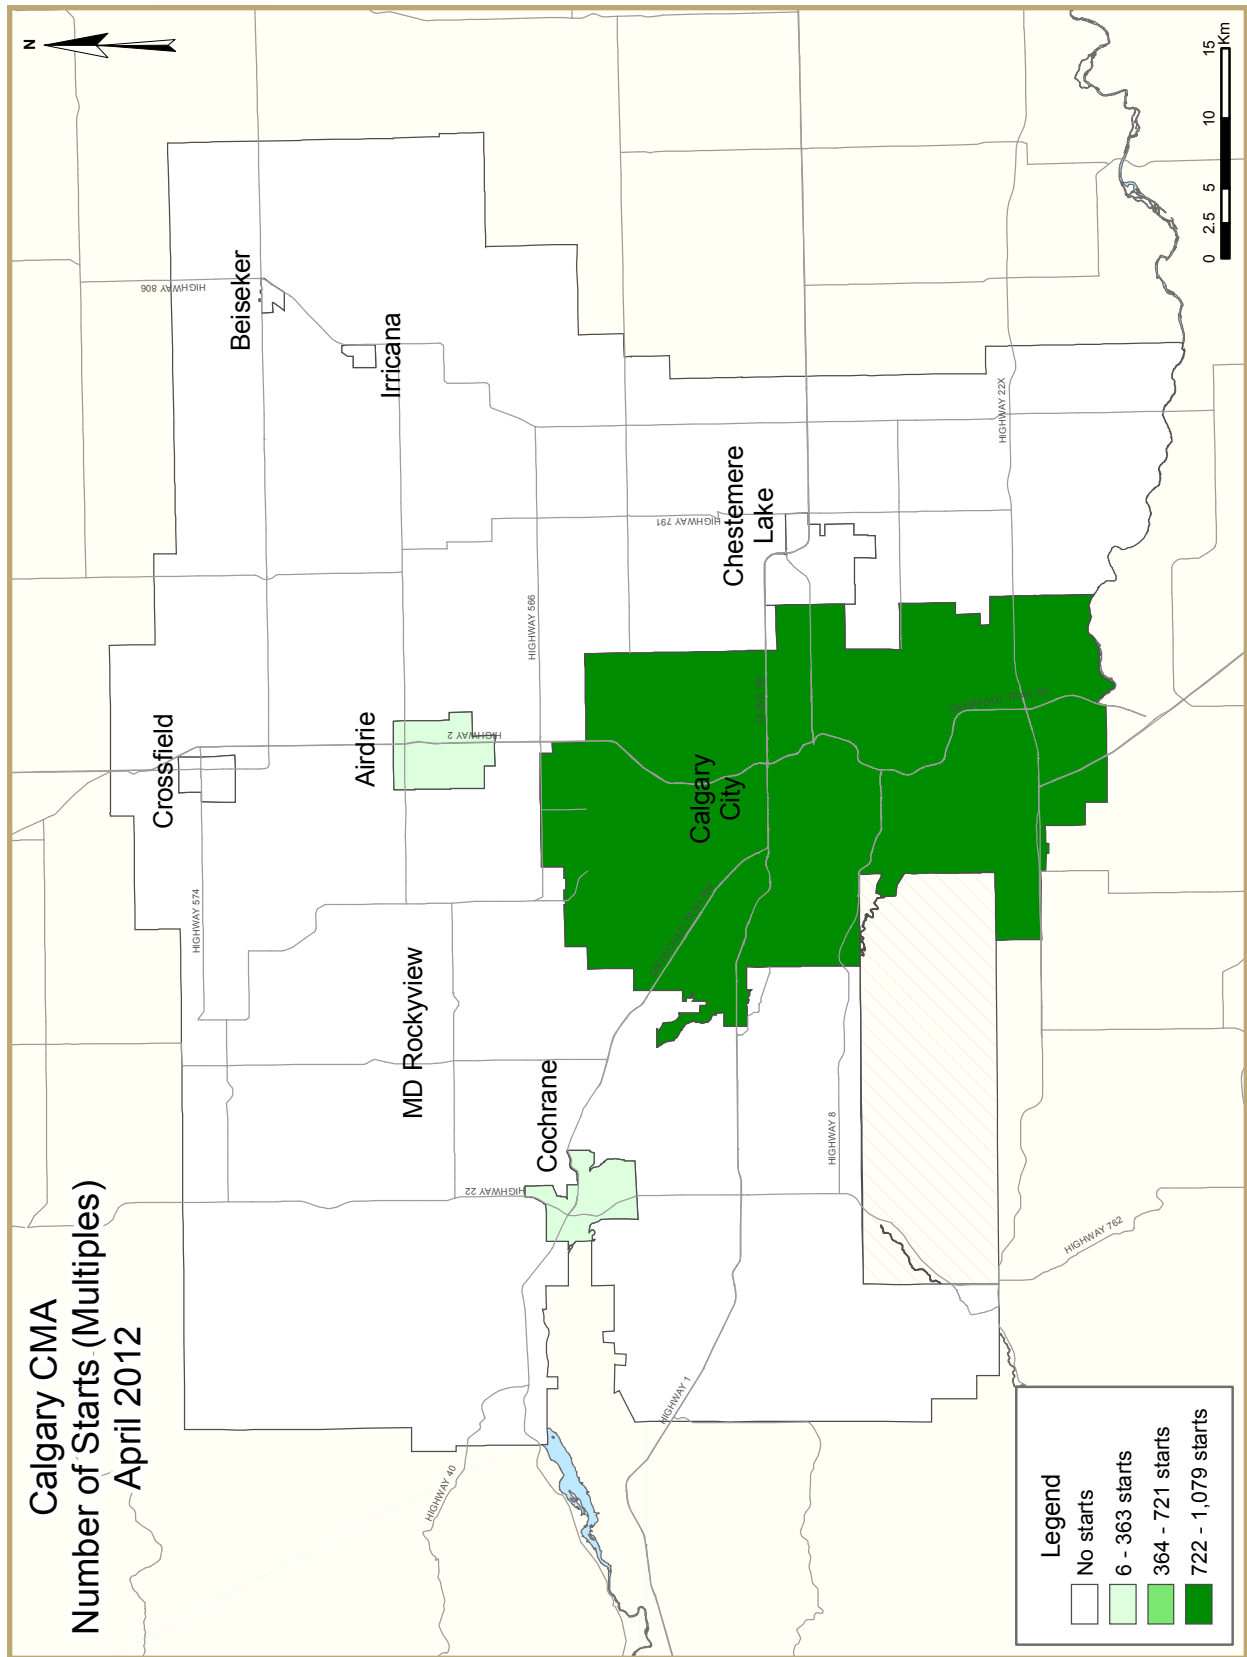 Calgary CMA
Number of Starts (Multiples)
April 2012
N
Crossfield
Beiseker
Irricana
Airdrie
MD Rockyview
Cochrane
Calgary
City
Chestemere
Lake
HIGHWAY 806
HIGHWAY 574
HIGHWAY 2
HIGHWAY 566
HIGHWAY 791
HIGHWAY 22X
HIGHWAY 22
HIGHWAY 8
HIGHWAY 1
HIGHWAY 40
HIGHWAY 762
Legend
No starts
6 - 363 starts
364 - 721 starts
722 - 1,079 starts
0 2.5 5 10 15
Km